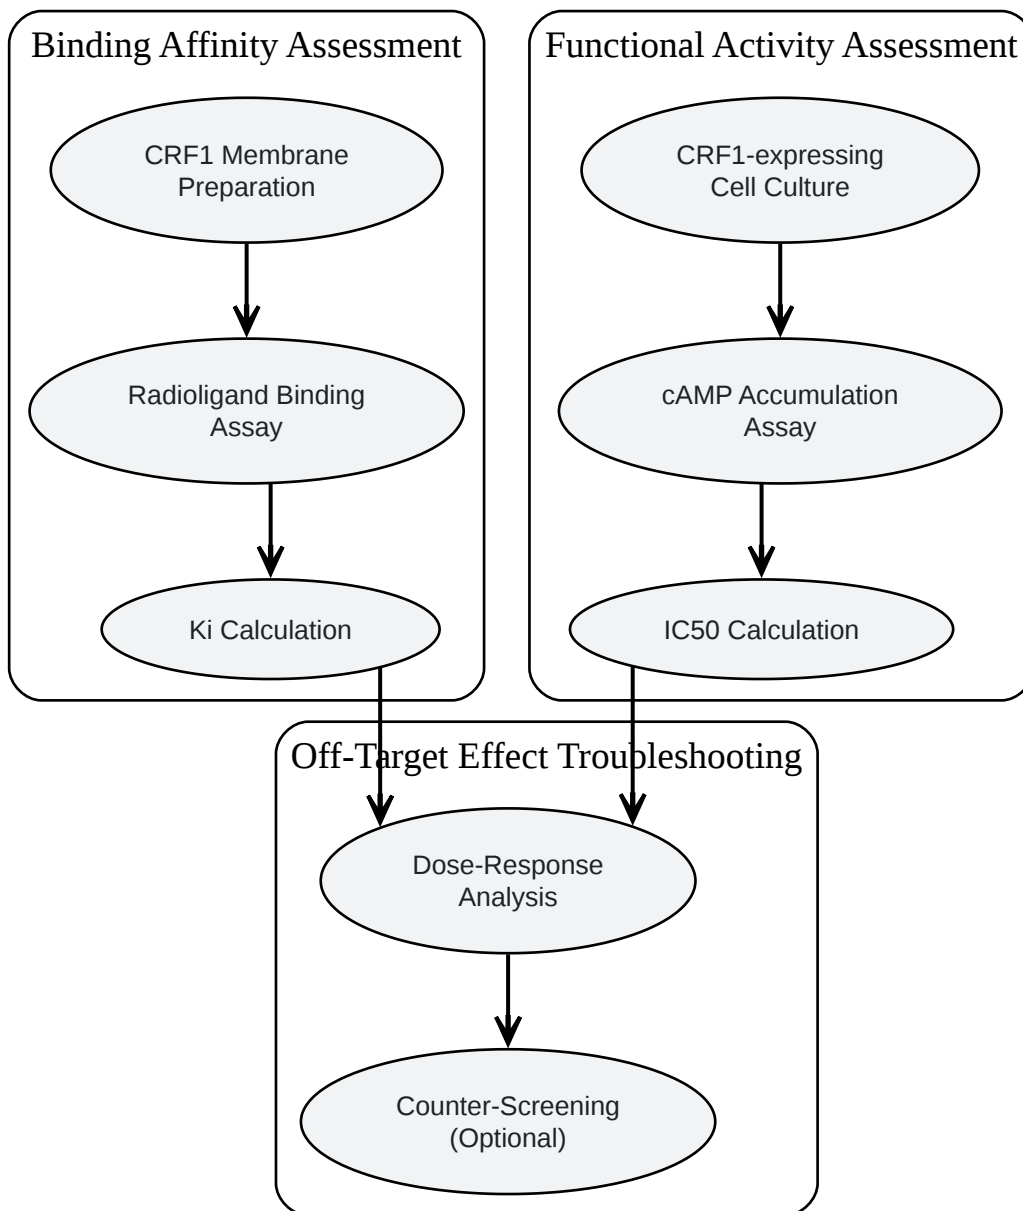 Binding Affinity Assessment
CRF1 Membrane
Preparation
Radioligand Binding
Assay
Ki Calculation
Functional Activity Assessment
CRF1-expressing
Cell Culture
cAMP Accumulation
Assay
IC50 Calculation
Off-Target Effect Troubleshooting
Dose-Response
Analysis
Counter-Screening
(Optional)